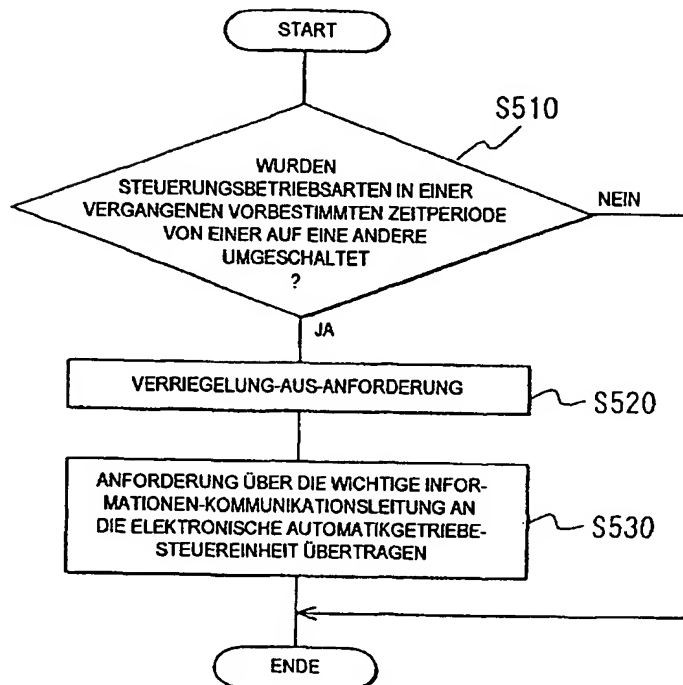 START
S510
WURDEN
STEUERUNGSBETRIEBSARTEN IN EINER
VERGANGENEN VORBESTIMMTEN ZEITPERIODE
VON EINER AUF EINE ANDERE
UMGESCHALTET
?
NEIN
JA
VERRIEGELUNG-AUS-ANFORDERUNG
S520
ANFORDERUNG ÜBER DIE WICHTIGE INFOR-
MATIONEN-KOMMUNIKATIONSLEITUNG AN
DIE ELEKTRONISCHE AUTOMATIKGETRIEBE-
STEUEREINHEIT ÜBERTRAGEN
S530
ENDE